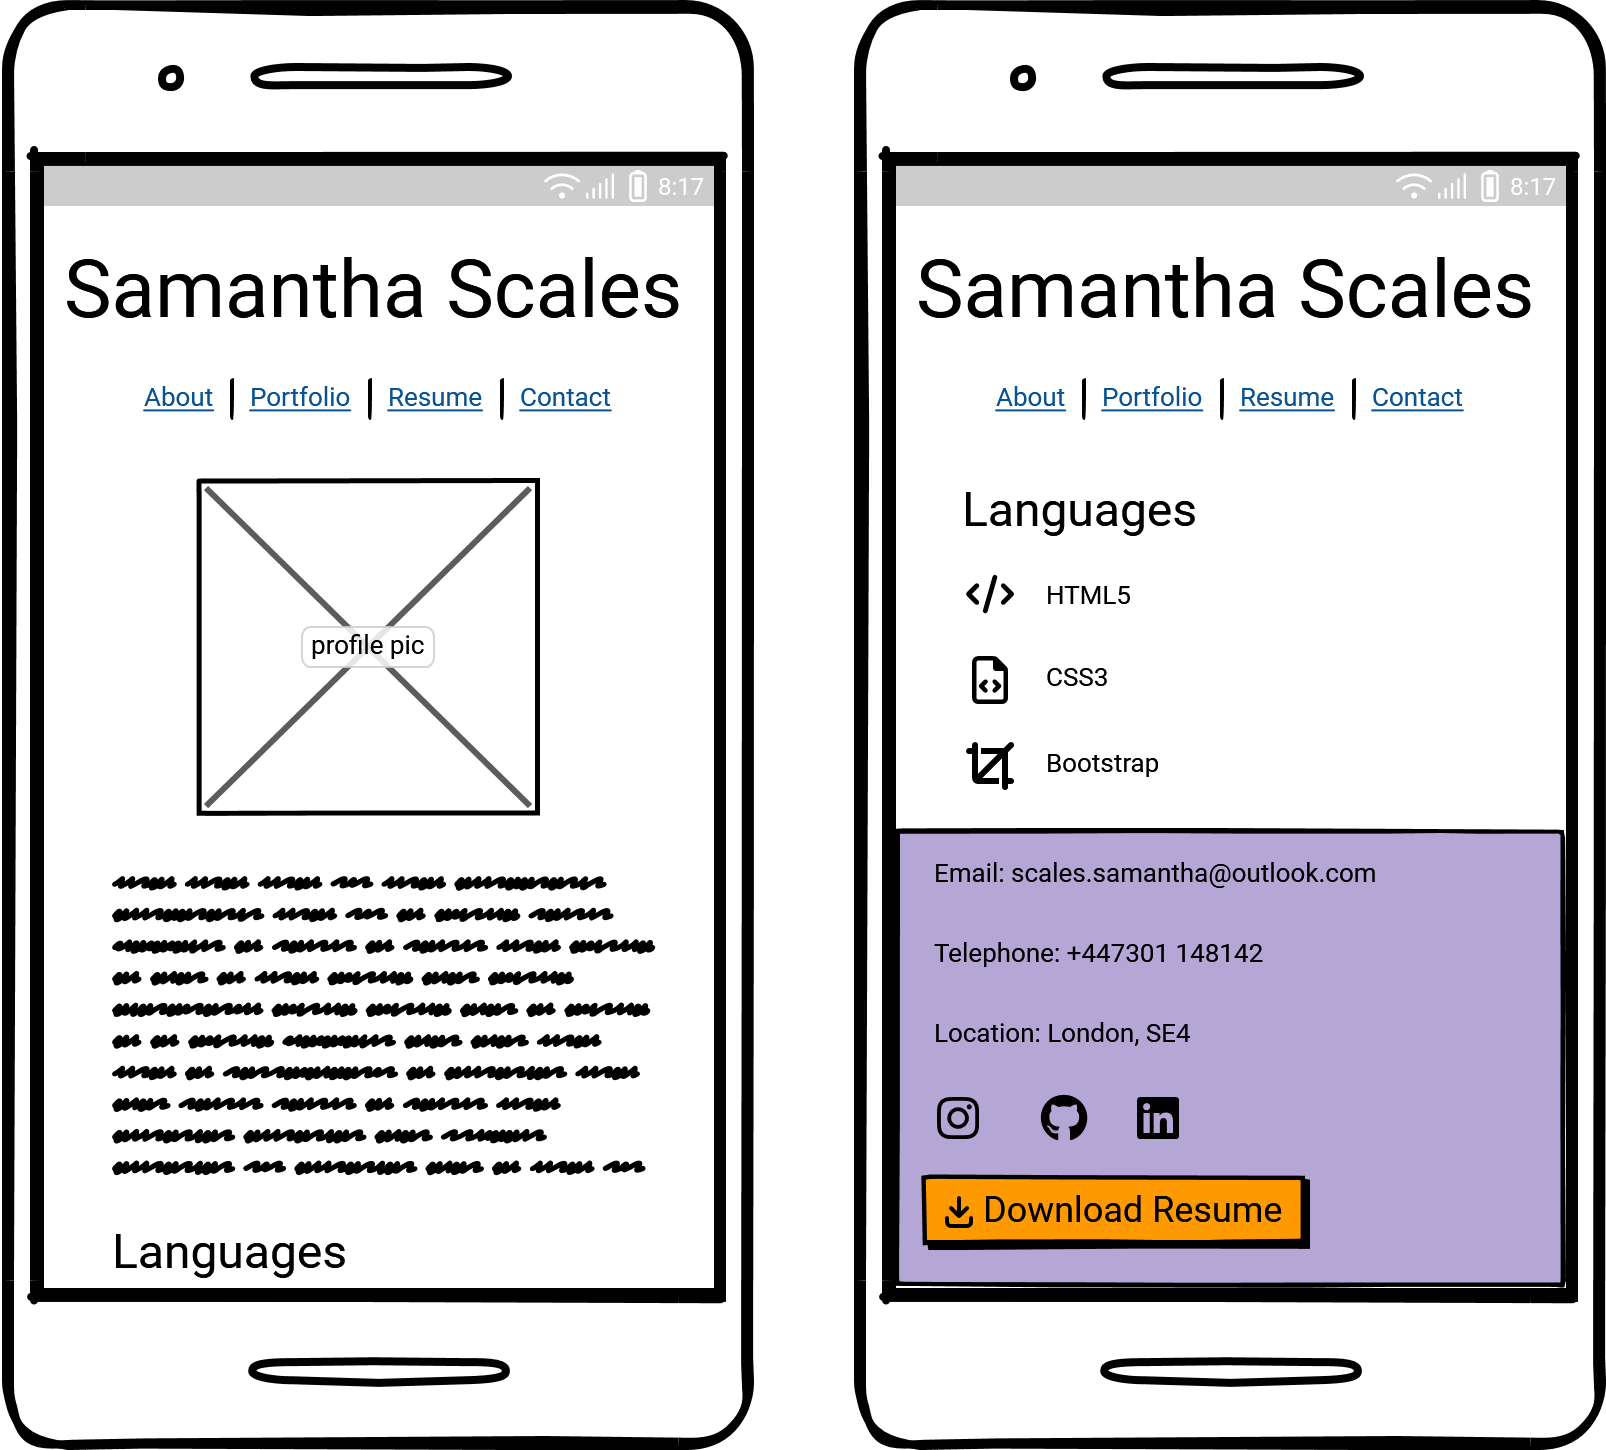 8:17
Samantha Scales
About
Portfolio
Resume
Contact
profile pic
Languages
8:17
Samantha Scales
About
Portfolio
Resume
Contact
Languages
HTML5
CSS3
Bootstrap
Email: scales.samantha@outlook.com
Telephone: +447301 148142
Location: London, SE4
Download Resume